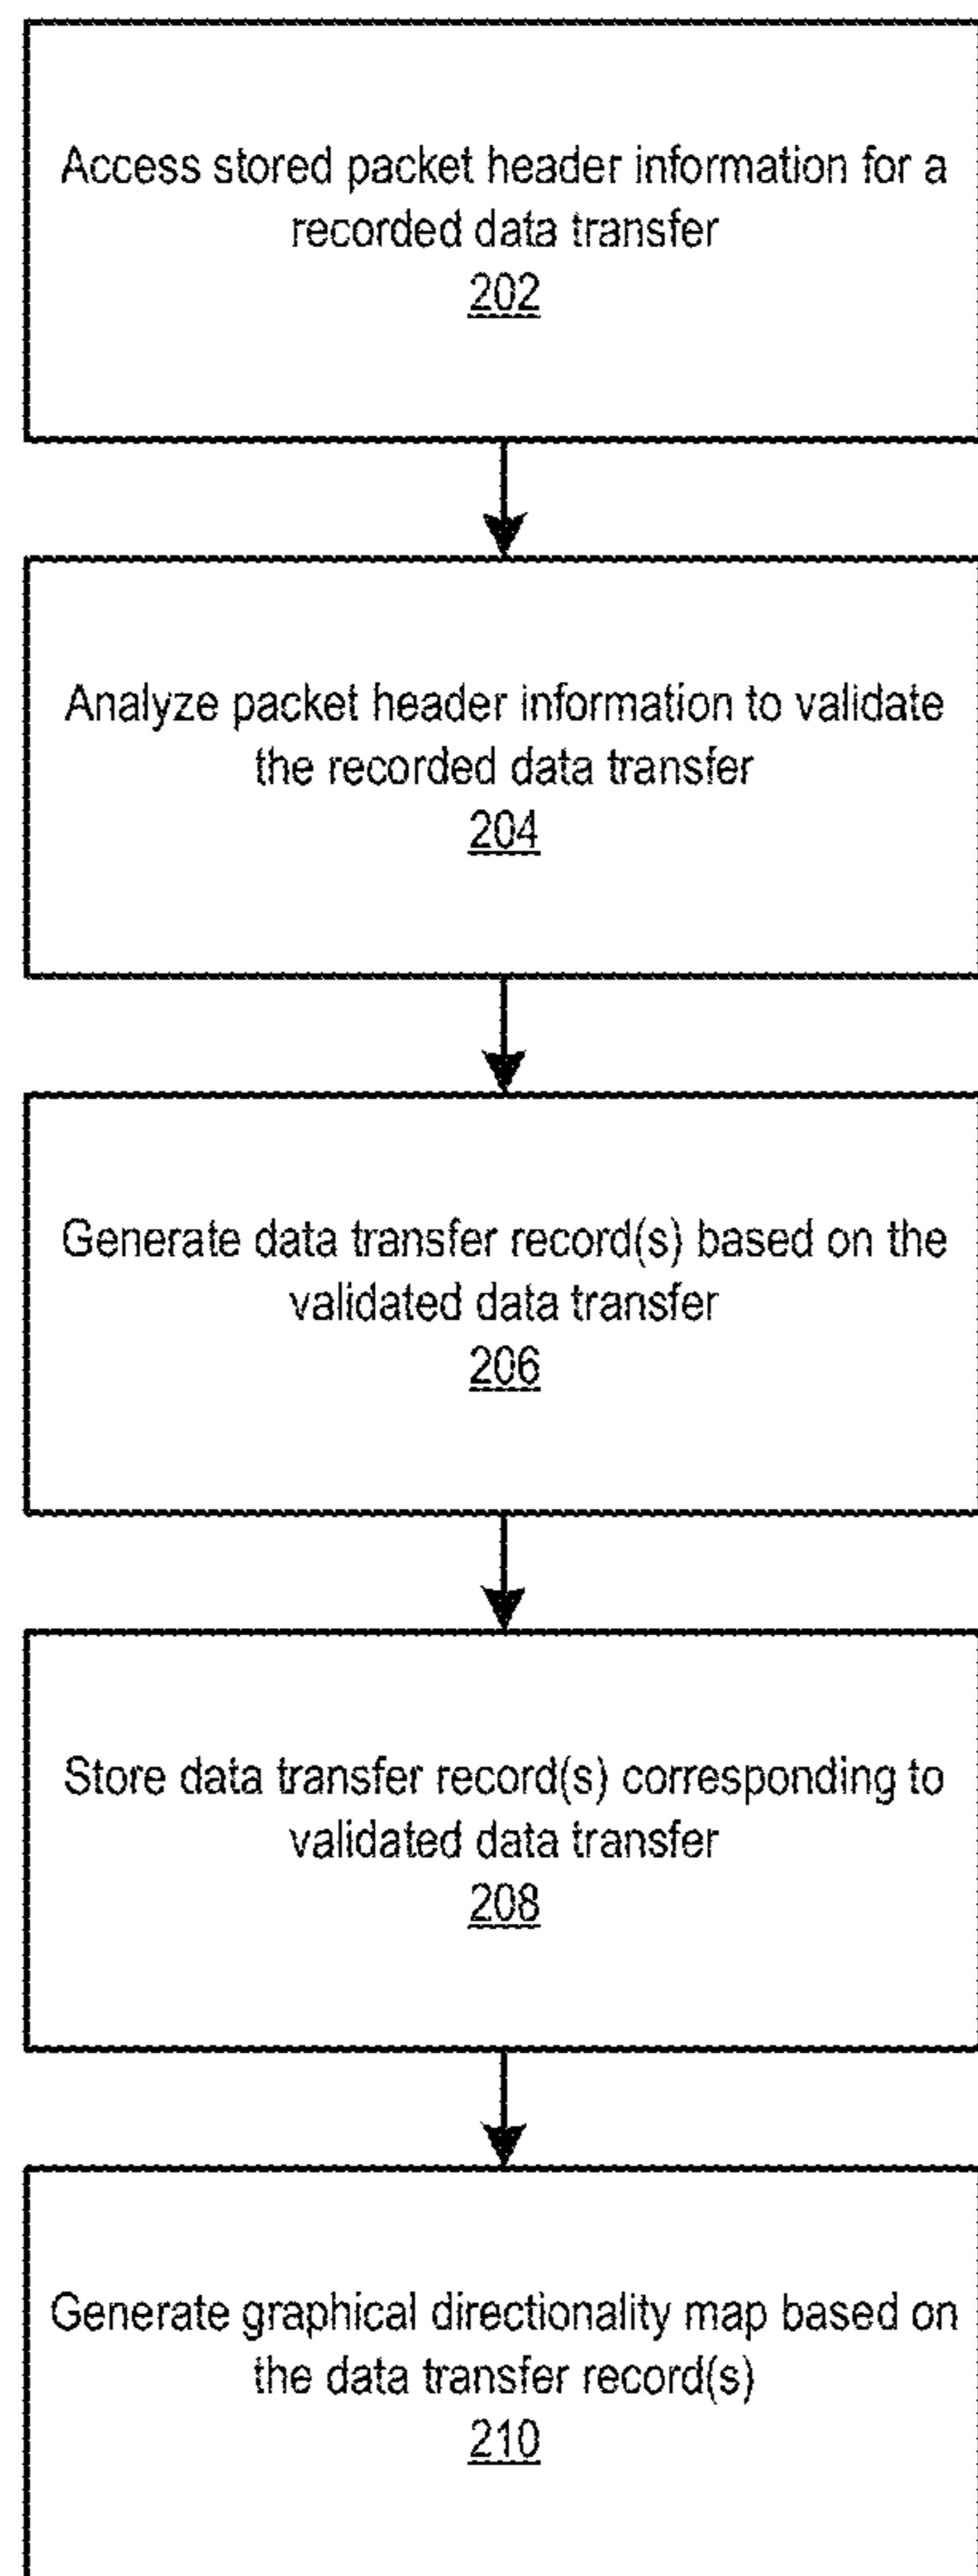 Access stored packet header information for a
recorded data transfer
202
Analyze packet header information to validate
the recorded data transfer
204
Generate data transfer record(s) based on the
validated data transfer
206
Store data transfer record(s) corresponding to
validated data transfer
208
Generate graphical directionality map based on
the data transfer record(s)
210